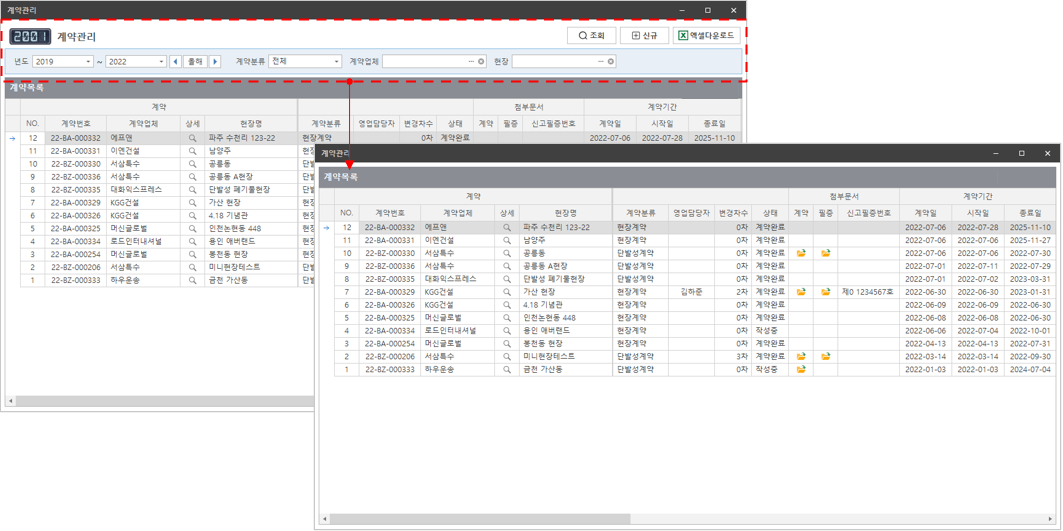 계약관리
2001 계약관리 조회 신규 엑셀다운로드
년도 2019 ~ 2022 올해 계약분류 전체 계약업체 현장
계약목록
계약 첨부문서 계약기간
NO. 계약번호 계약업체 상세 현장명 계약분류 영업담당자 변경차수 상태 계약 필증 신고필증번호 계약일 시작일 종료일
12 22-BA-000332 에프앤 파주 수천리 123-22 현장계약 0차 계약완료 2022-07-06 2022-07-28 2025-11-10
11 22-BA-000331 이엔건설 남양주 현장
10 22-BZ-000330 서삼특수 공릉동 단발
9 22-BZ-000336 서삼특수 공릉동 A현장 현장
8 22-BZ-000335 대화익스프레스 단발성 폐기물현장 단발
7 22-BA-000329 KGG건설 가산 현장 현장
6 22-BA-000326 KGG건설 4.18 기념관 현장
5 22-BA-000325 머신글로벌 인천논현동 448 현장
4 22-BA-000334 로드인터내셔널 용인 애버랜드 현장
3 22-BA-000254 머신글로벌 봉천동 현장 현장
2 22-BZ-000206 서삼특수 미니현장테스트 단발
1 22-BZ-000333 하우운송 금천 가산동 단발
계약관리
계약목록
계약 첨부문서 계약기간
NO. 계약번호 계약업체 상세 현장명 계약분류 영업담당자 변경차수 상태 계약 필증 신고필증번호 계약일 시작일 종료일
12 22-BA-000332 에프앤 파주 수천리 123-22 현장계약 0차 계약완료 2022-07-06 2022-07-28 2025-11-10
11 22-BA-000331 이엔건설 남양주 현장계약 0차 계약완료 2022-07-06 2022-07-06 2025-11-27
10 22-BZ-000330 서삼특수 공릉동 단발성계약 0차 계약완료 2022-07-06 2022-07-06 2022-07-30
9 22-BZ-000336 서삼특수 공릉동 A현장 현장계약 0차 계약완료 2022-07-01 2022-07-11 2022-07-29
8 22-BZ-000335 대화익스프레스 단발성 폐기물현장 단발성계약 0차 계약완료 2022-07-01 2022-07-02 2023-03-31
7 22-BA-000329 KGG건설 가산 현장 현장계약 김하준 2차 계약완료 제0 1234567호 2022-06-30 2022-06-30 2023-01-31
6 22-BA-000326 KGG건설 4.18 기념관 현장계약 0차 계약완료 2022-06-09 2022-06-09 2022-06-30
5 22-BA-000325 머신글로벌 인천논현동 448 현장계약 0차 계약완료 2022-06-08 2022-06-08 2022-06-30
4 22-BA-000334 로드인터내셔널 용인 애버랜드 현장계약 0차 작성중 2022-06-06 2022-07-04 2022-10-01
3 22-BA-000254 머신글로벌 봉천동 현장 현장계약 0차 계약완료 2022-04-13 2022-04-13 2022-07-31
2 22-BZ-000206 서삼특수 미니현장테스트 단발성계약 3차 계약완료 2022-03-14 2022-03-14 2022-09-30
1 22-BZ-000333 하우운송 금천 가산동 단발성계약 0차 작성중 2022-01-03 2022-01-03 2024-07-04